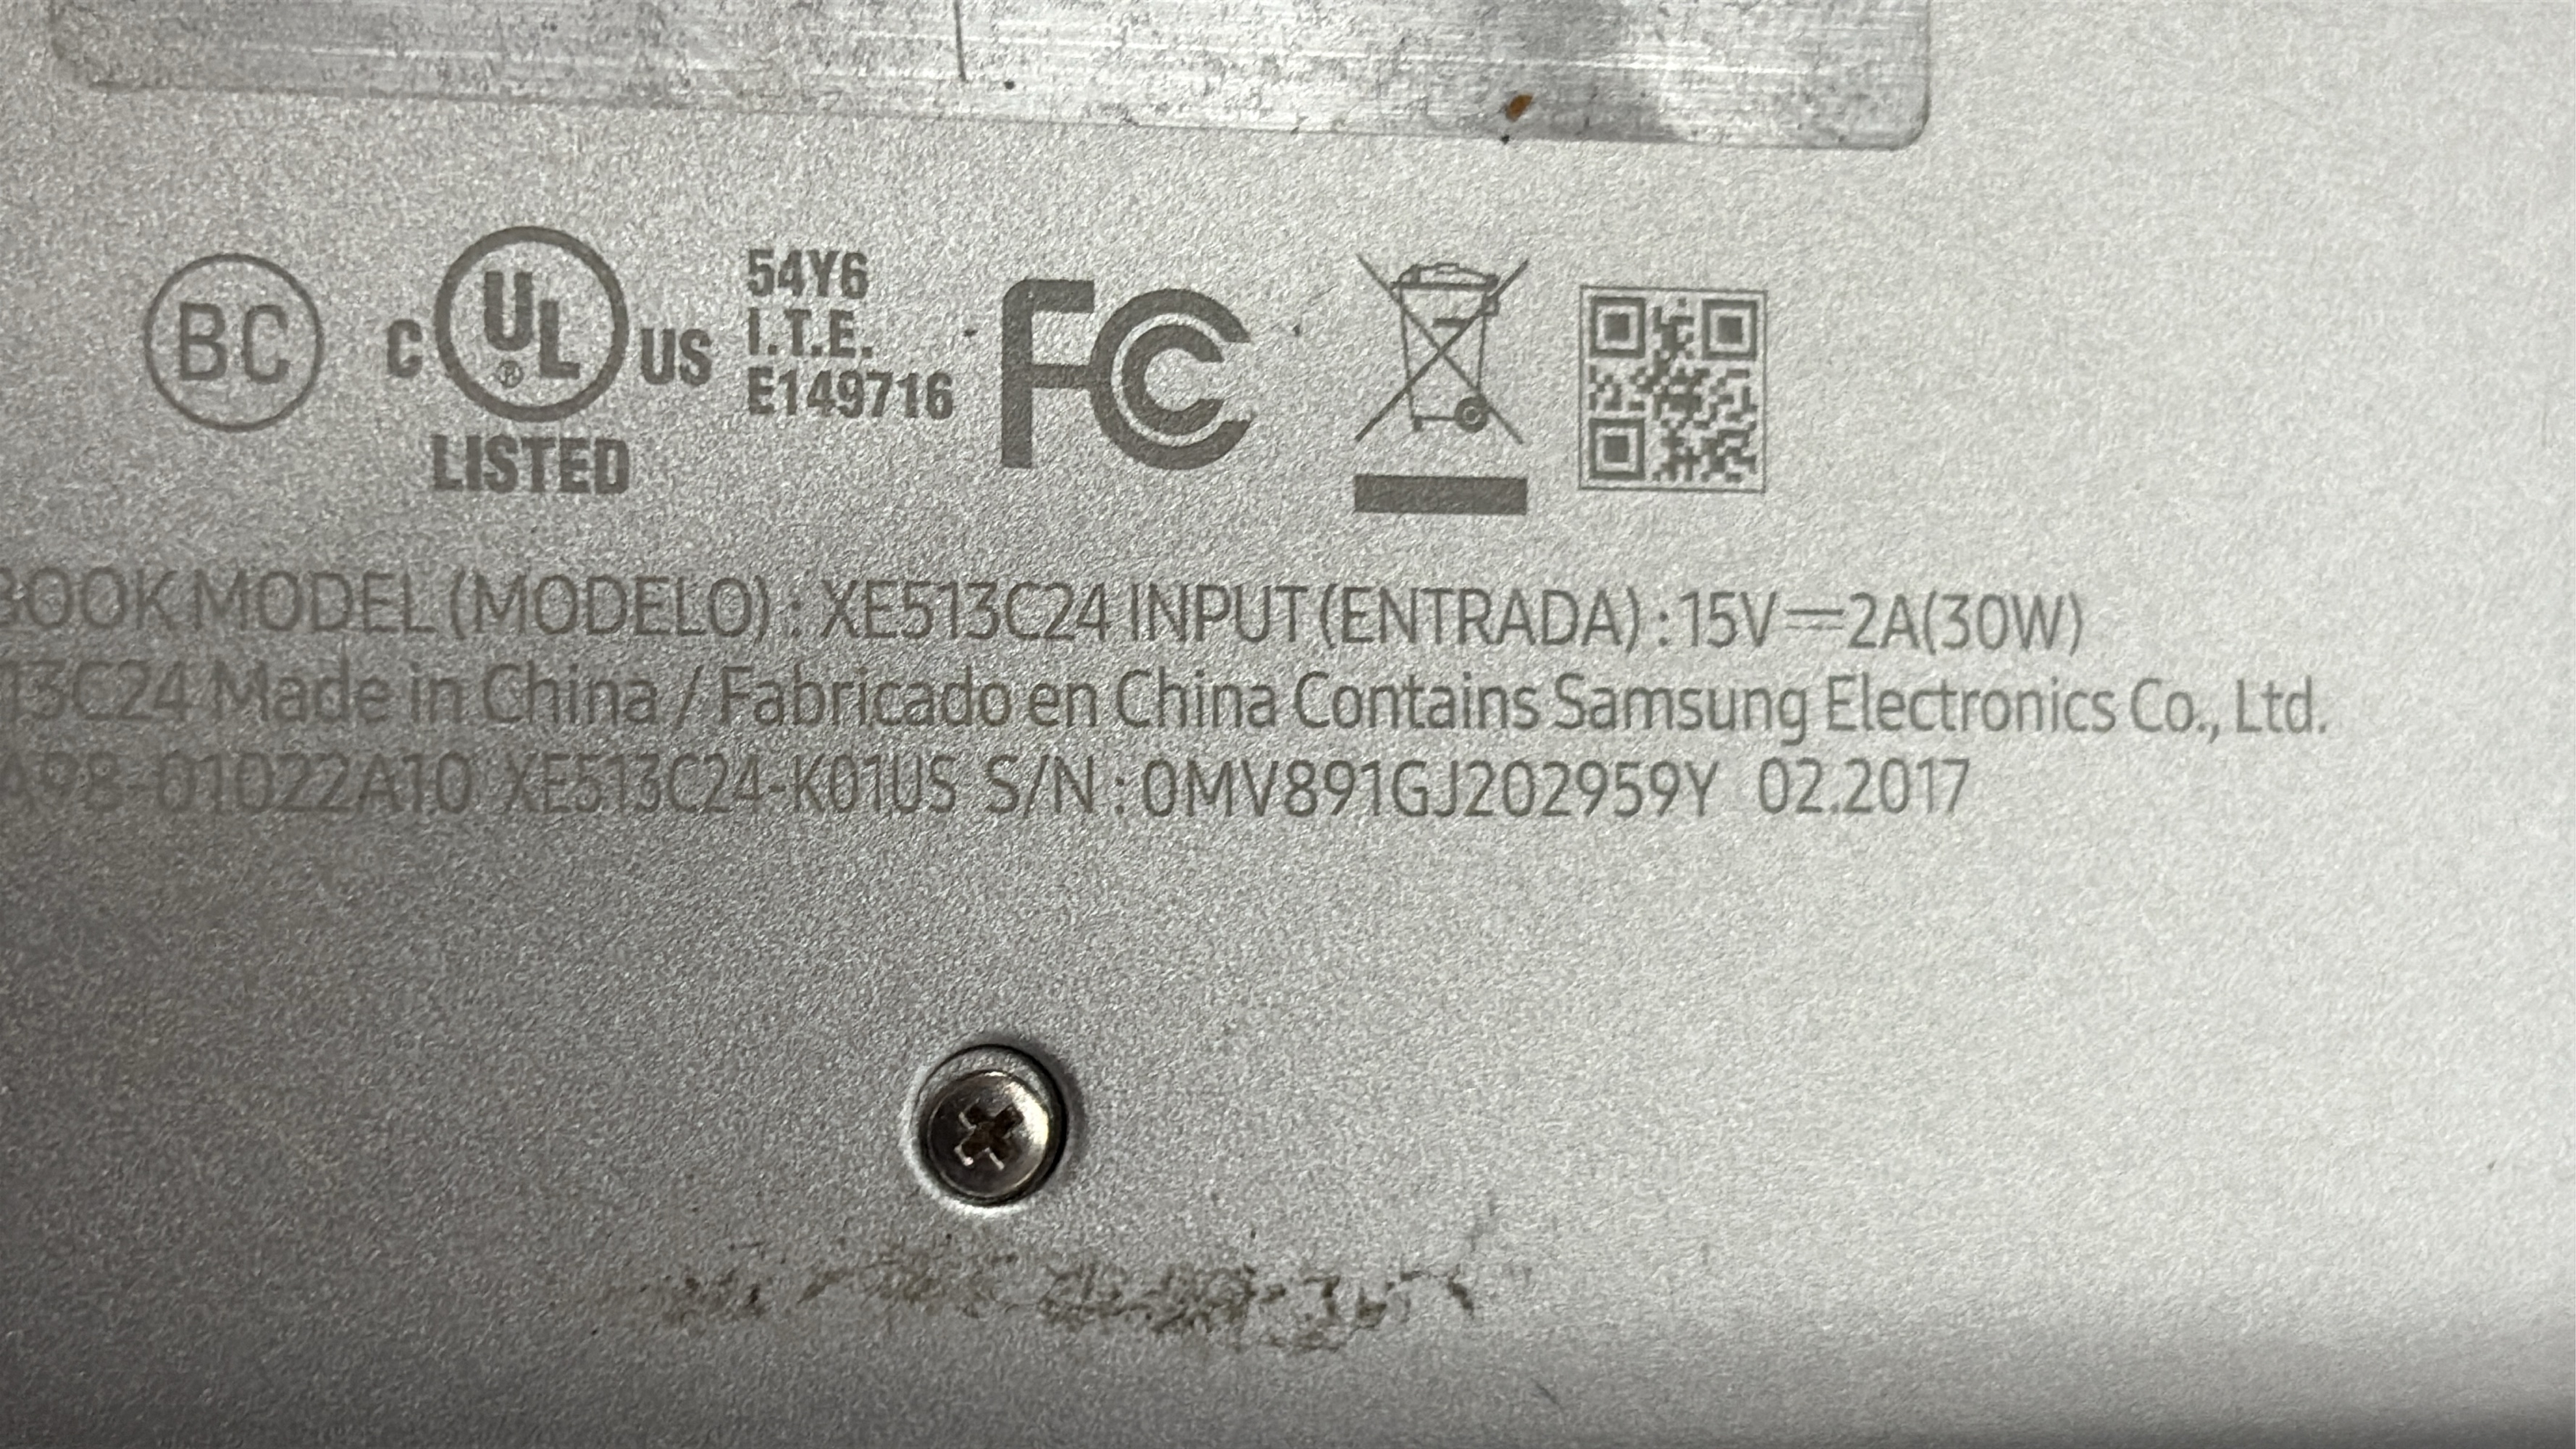 BC
C UL® US
LISTED
54Y6
I.T.E.
E149716
FC
BOOK MODEL (MODELO) : XE513C24 INPUT (ENTRADA) : 15V⎓2A(30W)
13C24 Made in China / Fabricado en China Contains Samsung Electronics Co., Ltd.
A98-01022A10 XE513C24-K01US S/N : 0MV891GJ202959Y 02.2017